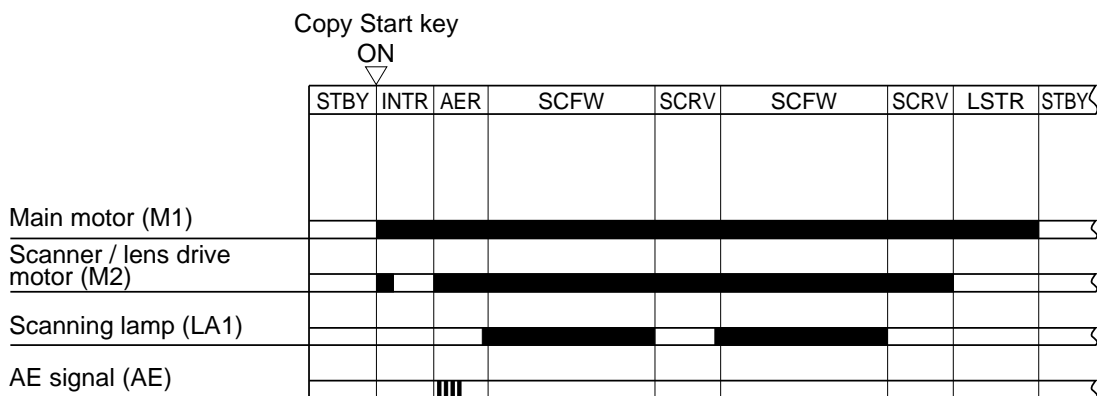 Copy Start key
ON
STBY INTR AER SCFW SCRV SCFW SCRV LSTR STBY
Main motor (M1)
Scanner / lens drive
motor (M2)
Scanning lamp (LA1)
AE signal (AE)